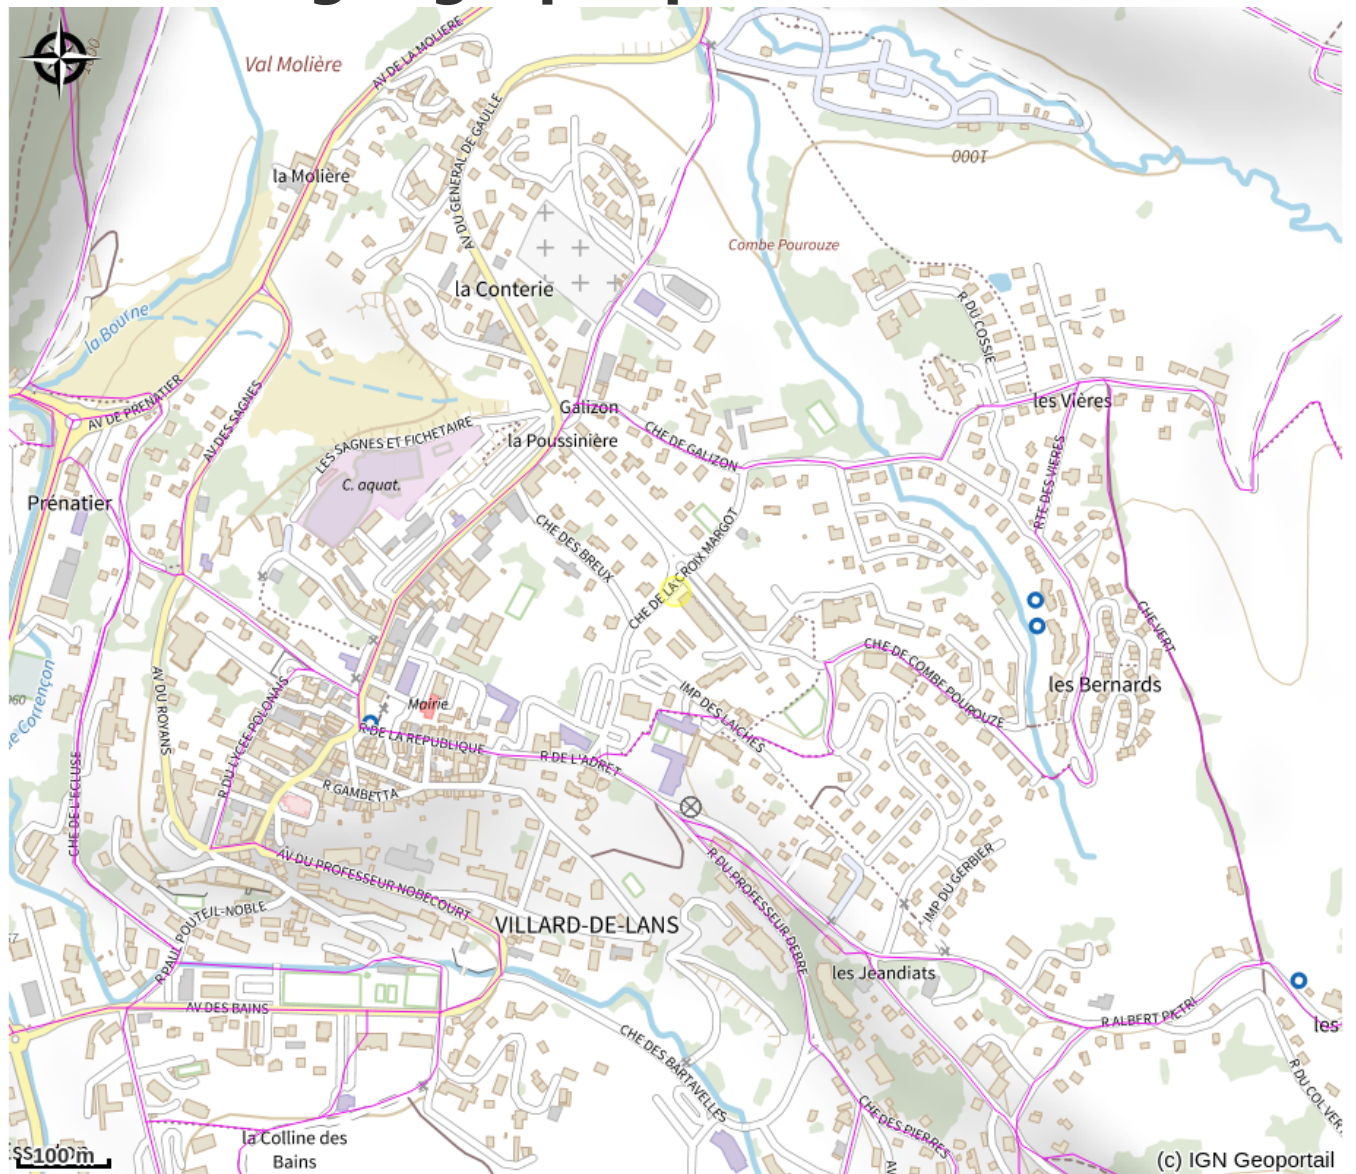 AV DE LA MOLIERE
Val Molière
AV DU GENERAL DE GAULLE
1000
la Molière
Combe Pourouze
la Conterie
R DU COSSIE
la Bourne
AV DE PRENATIER
AV DES SAGNES
les Vières
Galizon
LES SAGNES ET FICHETAIRE
la Poussinière
CHE DE GALIZON
C. aquat.
RTE DES VIERES
Prénatier
CHE DES BREUX
CHE DE LA CROIX MARGOT
CHE VERT
CHE DE COMBE POUROUZE
les Bernards
AV DU ROYANS
R DU LYCEE POLONAIS
Mairie
IMP DES LAICHES
R DE LA REPUBLIQUE
R DE L'ADRET
CHE DE L'ECLUSE
R GAMBETTA
AV DU PROFESSEUR NOBECOURT
R DU PROFESSEUR DEBRE
IMP DU GERBIER
R PAUL POUTEIL-NOBLE
VILLARD-DE-LANS
les Jeandiats
AV DES BAINS
R ALBERT PIETRI
les
CHE DES BARTAVELLES
R DU COL VERT
CHE DES PIERRES
AV
la Colline des
Bains
100 m
(c) IGN Geoportail